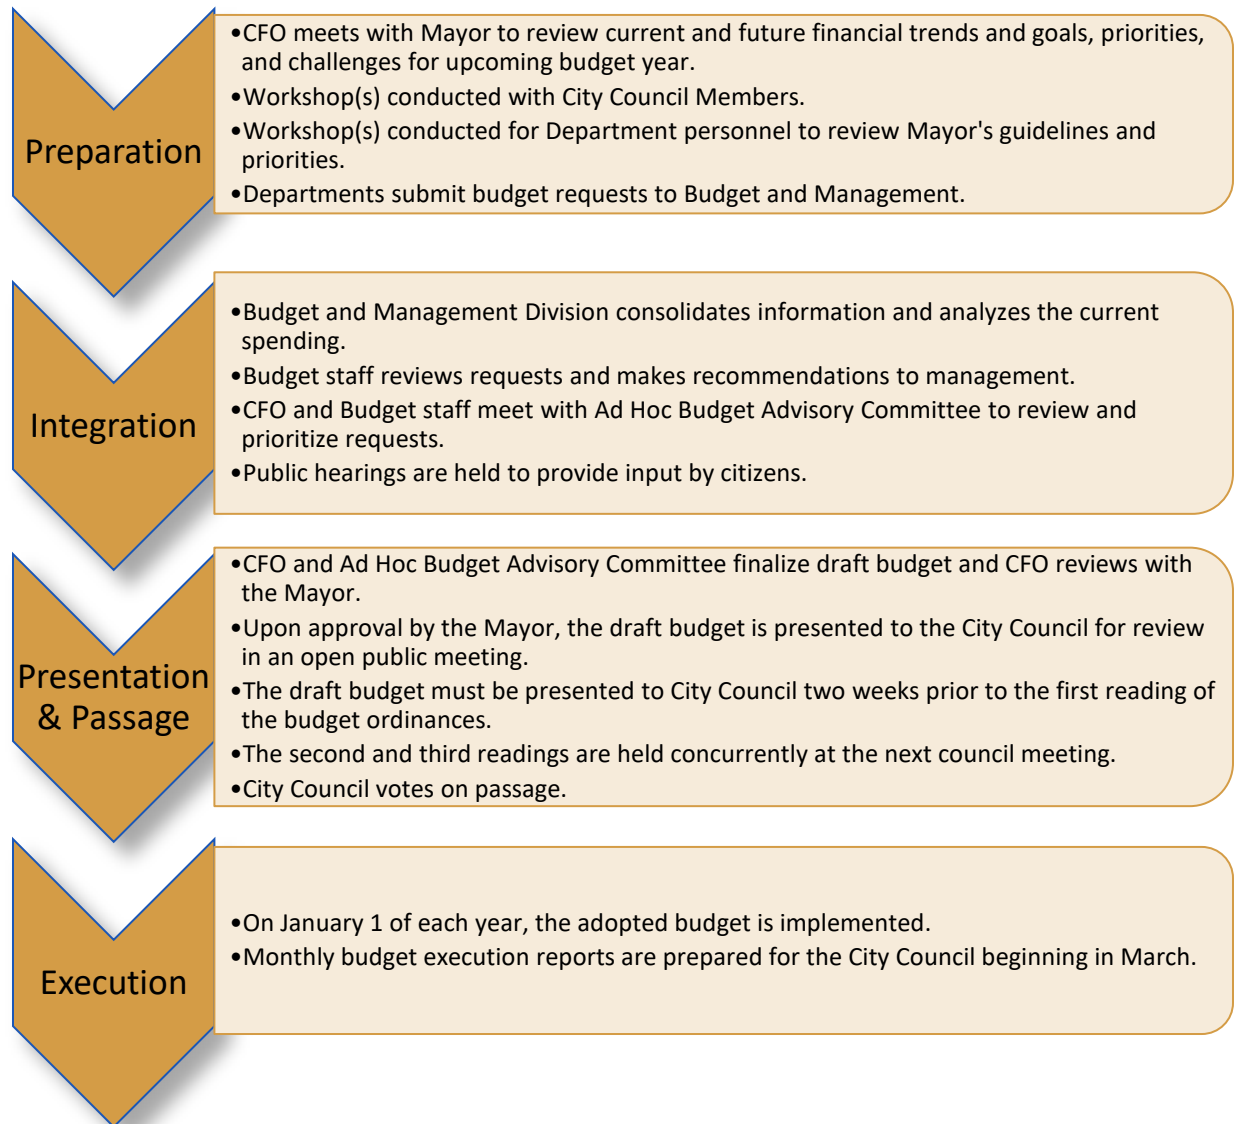 Preparation
•CFO meets with Mayor to review current and future financial trends and goals, priorities,
and challenges for upcoming budget year.
•Workshop(s) conducted with City Council Members.
•Workshop(s) conducted for Department personnel to review Mayor's guidelines and
priorities.
•Departments submit budget requests to Budget and Management.
Integration
•Budget and Management Division consolidates information and analyzes the current
spending.
•Budget staff reviews requests and makes recommendations to management.
•CFO and Budget staff meet with Ad Hoc Budget Advisory Committee to review and
prioritize requests.
•Public hearings are held to provide input by citizens.
Presentation
& Passage
•CFO and Ad Hoc Budget Advisory Committee finalize draft budget and CFO reviews with
the Mayor.
•Upon approval by the Mayor, the draft budget is presented to the City Council for review
in an open public meeting.
•The draft budget must be presented to City Council two weeks prior to the first reading of
the budget ordinances.
•The second and third readings are held concurrently at the next council meeting.
•City Council votes on passage.
Execution
•On January 1 of each year, the adopted budget is implemented.
•Monthly budget execution reports are prepared for the City Council beginning in March.